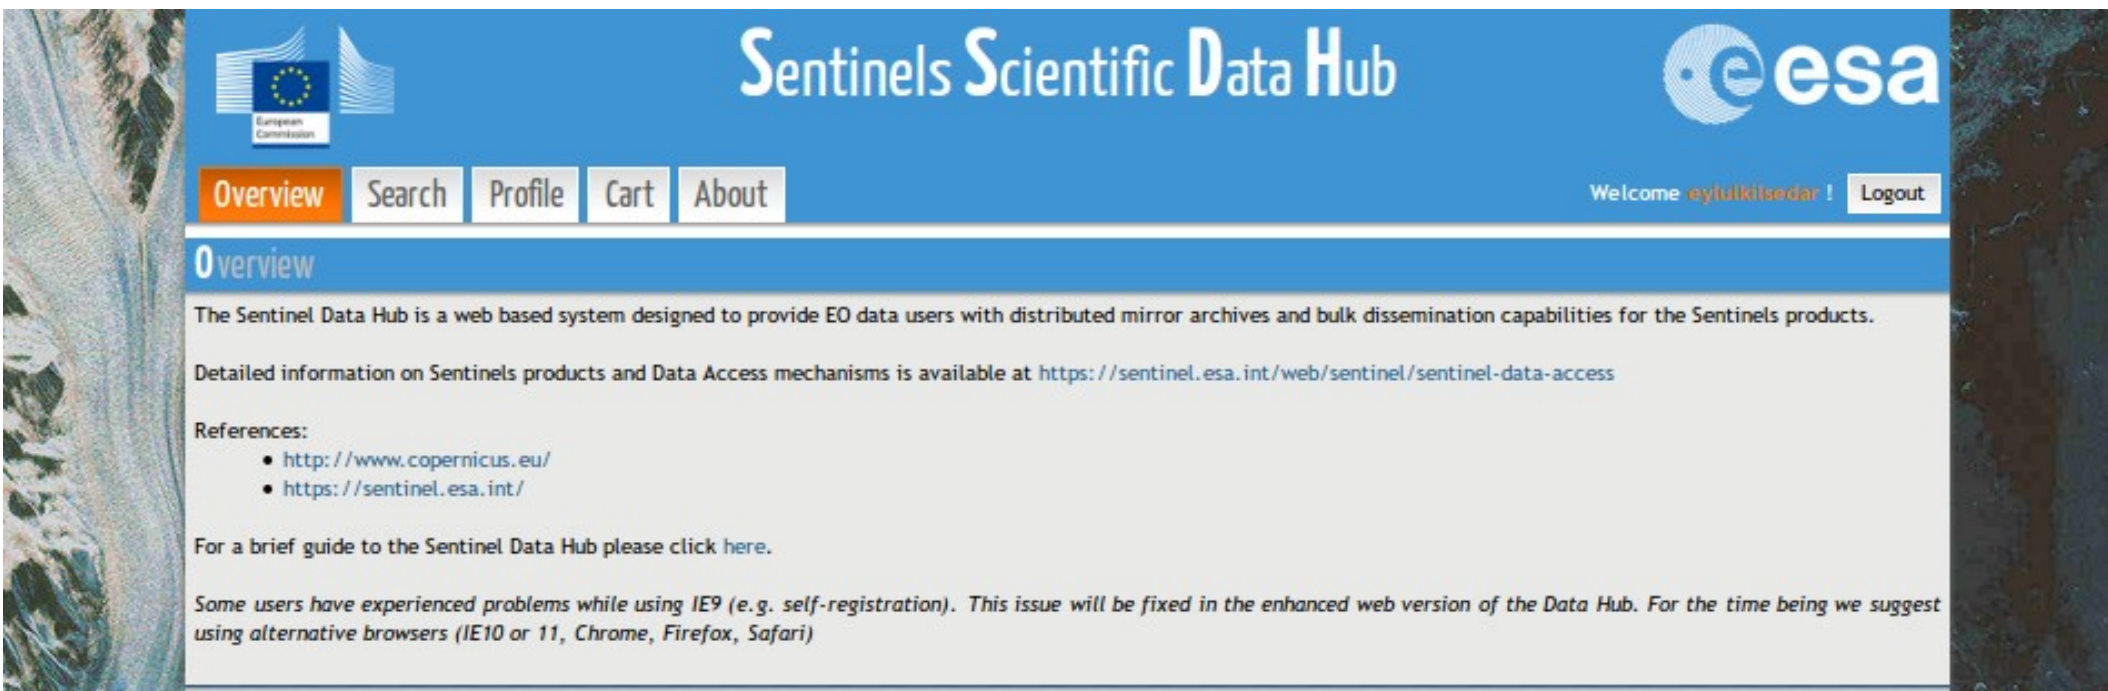 European
Commission
Sentinels Scientific Data Hub
esa
Overview
Search
Profile
Cart
About
Welcome eylulkilsedar !
Logout
Overview
The Sentinel Data Hub is a web based system designed to provide EO data users with distributed mirror archives and bulk dissemination capabilities for the Sentinels products.
Detailed information on Sentinels products and Data Access mechanisms is available at https://sentinel.esa.int/web/sentinel/sentinel-data-access
References:
• http://www.copernicus.eu/
• https://sentinel.esa.int/
For a brief guide to the Sentinel Data Hub please click here.
Some users have experienced problems while using IE9 (e.g. self-registration). This issue will be fixed in the enhanced web version of the Data Hub. For the time being we suggest
using alternative browsers (IE10 or 11, Chrome, Firefox, Safari)